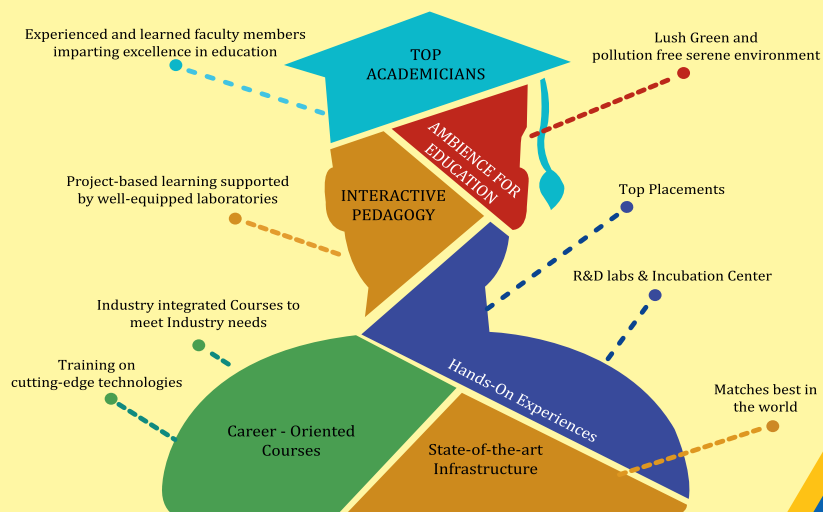 Experienced and learned faculty members
imparting excellence in education
TOP
ACADEMICIANS
Lush Green and
pollution free serene environment
AMBIENCE FOR
EDUCATION
Project-based learning supported
by well-equipped laboratories
INTERACTIVE
PEDAGOGY
Top Placements
R&D labs & Incubation Center
Industry integrated Courses to
meet Industry needs
Training on
cutting-edge technologies
Hands-On Experiences
Matches best in
the world
Career - Oriented
Courses
State-of-the-art
Infrastructure